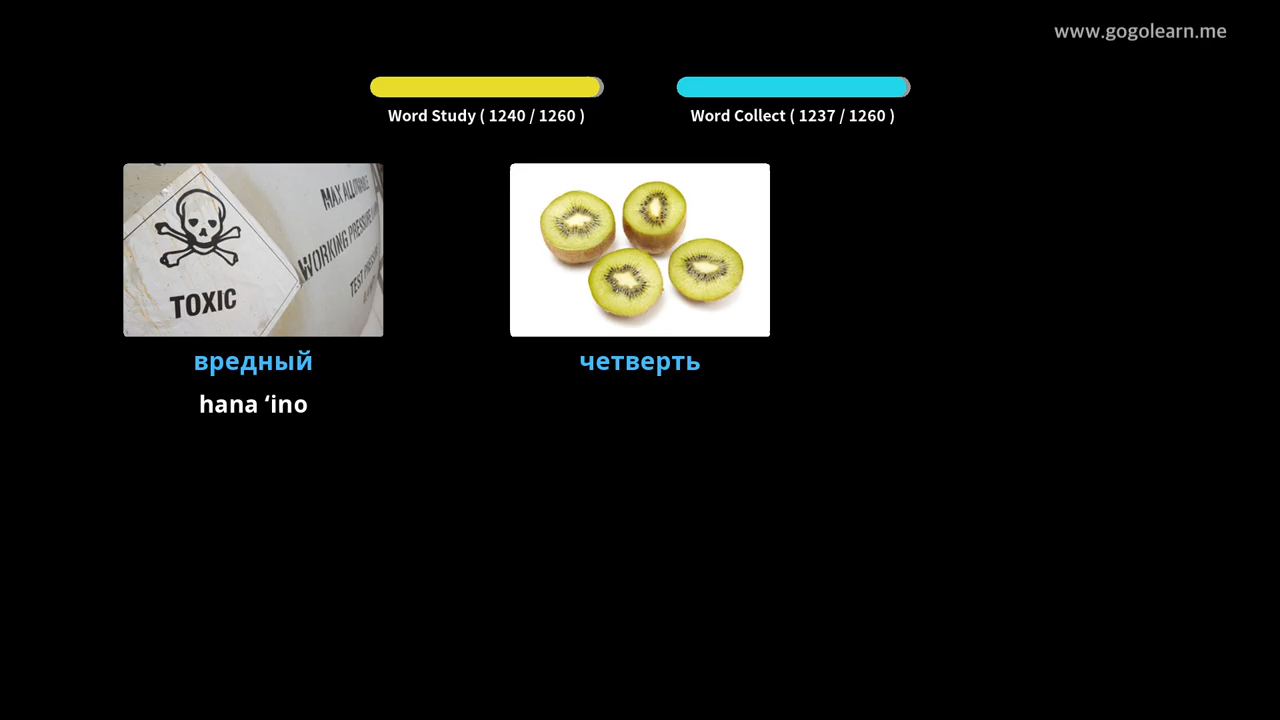 www.gogolearn.me
Word Study ( 1240 / 1260 )
Word Collect ( 1237 / 1260 )
MAX ALLOWABLE
WORKING PRESSURE
TEST
TOXIC
вредный
четверть
hana ‘ino